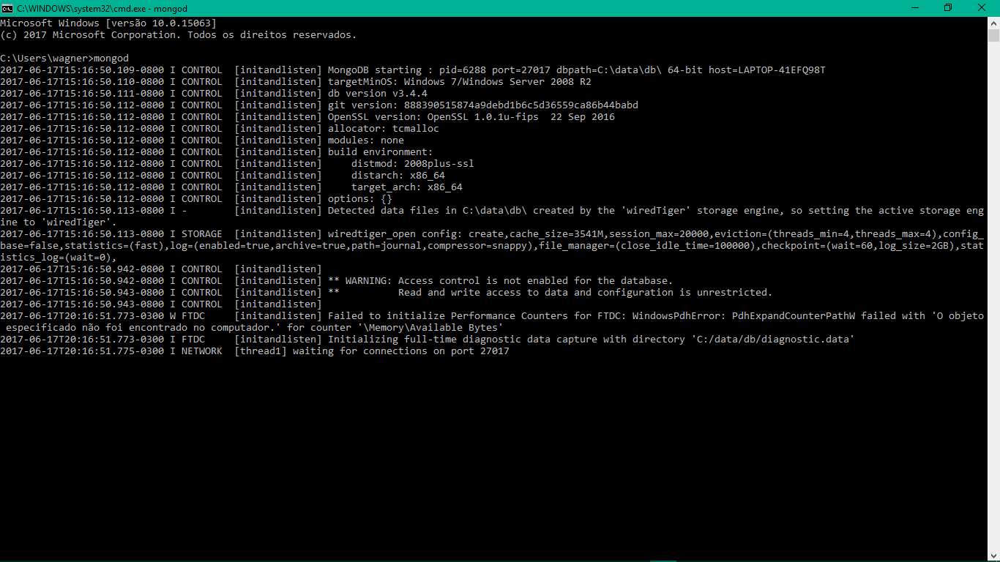 C:\WINDOWS\system32\cmd.exe - mongod
Microsoft Windows [versão 10.0.15063]
(c) 2017 Microsoft Corporation. Todos os direitos reservados.
C:\Users\wagner>mongod
2017-06-17T15:16:50.109-0800 I CONTROL  [initandlisten] MongoDB starting : pid=6288 port=27017 dbpath=C:\data\db\ 64-bit host=LAPTOP-41EFQ98T
2017-06-17T15:16:50.110-0800 I CONTROL  [initandlisten] targetMinOS: Windows 7/Windows Server 2008 R2
2017-06-17T15:16:50.111-0800 I CONTROL  [initandlisten] db version v3.4.4
2017-06-17T15:16:50.112-0800 I CONTROL  [initandlisten] git version: 888390515874a9debd1b6c5d36559ca86b44babd
2017-06-17T15:16:50.112-0800 I CONTROL  [initandlisten] OpenSSL version: OpenSSL 1.0.1u-fips  22 Sep 2016
2017-06-17T15:16:50.112-0800 I CONTROL  [initandlisten] allocator: tcmalloc
2017-06-17T15:16:50.112-0800 I CONTROL  [initandlisten] modules: none
2017-06-17T15:16:50.112-0800 I CONTROL  [initandlisten] build environment:
2017-06-17T15:16:50.112-0800 I CONTROL  [initandlisten]     distmod: 2008plus-ssl
2017-06-17T15:16:50.112-0800 I CONTROL  [initandlisten]     distarch: x86_64
2017-06-17T15:16:50.112-0800 I CONTROL  [initandlisten]     target_arch: x86_64
2017-06-17T15:16:50.112-0800 I CONTROL  [initandlisten] options: {}
2017-06-17T15:16:50.113-0800 I -        [initandlisten] Detected data files in C:\data\db\ created by the 'wiredTiger' storage engine, so setting the active storage eng
ine to 'wiredTiger'.
2017-06-17T15:16:50.113-0800 I STORAGE  [initandlisten] wiredtiger_open config: create,cache_size=3541M,session_max=20000,eviction=(threads_min=4,threads_max=4),config_
base=false,statistics=(fast),log=(enabled=true,archive=true,path=journal,compressor=snappy),file_manager=(close_idle_time=100000),checkpoint=(wait=60,log_size=2GB),stat
istics_log=(wait=0),
2017-06-17T15:16:50.942-0800 I CONTROL  [initandlisten]
2017-06-17T15:16:50.942-0800 I CONTROL  [initandlisten] ** WARNING: Access control is not enabled for the database.
2017-06-17T15:16:50.943-0800 I CONTROL  [initandlisten] **          Read and write access to data and configuration is unrestricted.
2017-06-17T15:16:50.943-0800 I CONTROL  [initandlisten]
2017-06-17T20:16:51.773-0300 W FTDC     [initandlisten] Failed to initialize Performance Counters for FTDC: WindowsPdhError: PdhExpandCounterPathW failed with 'O objeto
 especificado não foi encontrado no computador.' for counter '\Memory\Available Bytes'
2017-06-17T20:16:51.773-0300 I FTDC     [initandlisten] Initializing full-time diagnostic data capture with directory 'C:/data/db/diagnostic.data'
2017-06-17T20:16:51.775-0300 I NETWORK  [thread1] waiting for connections on port 27017